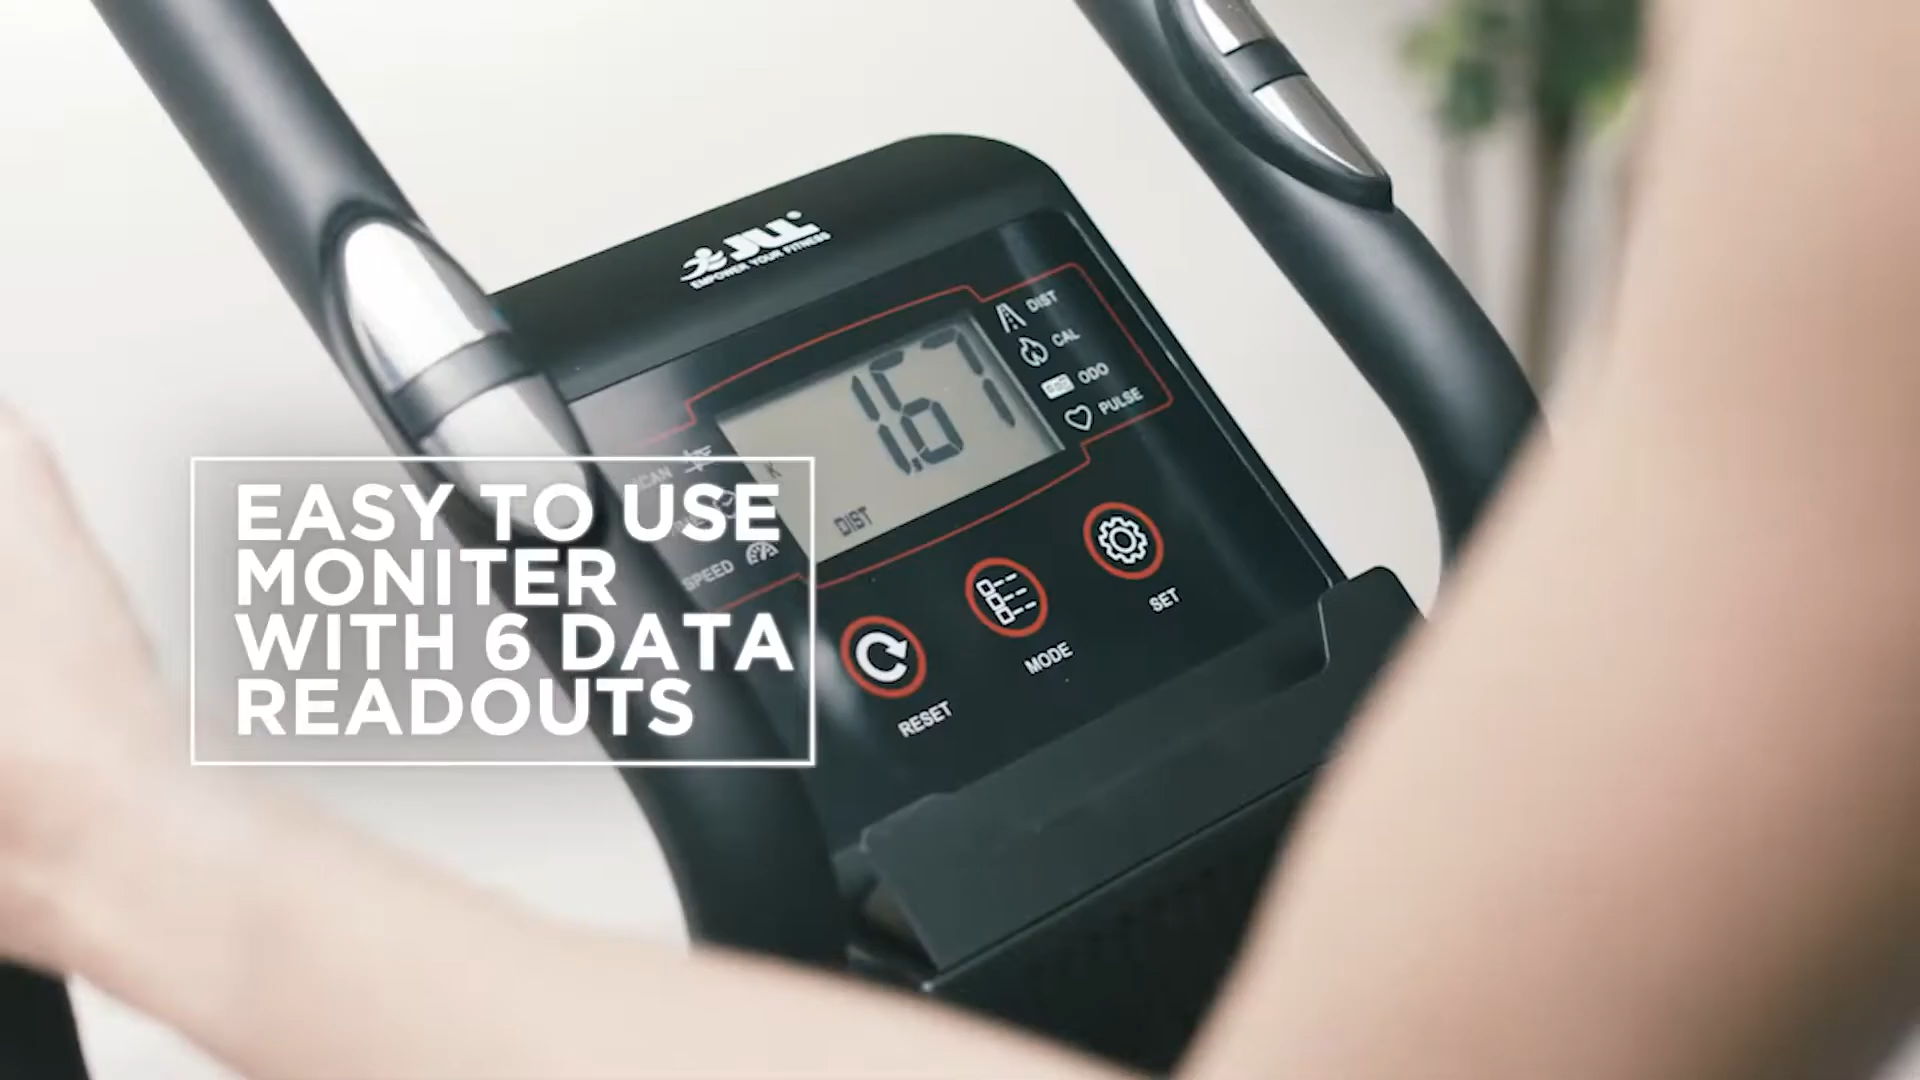 JLL
EMPOWER YOUR FITNESS
DIST
CAL
ODO
PULSE
1.67
K
DIST
SPEED
EASY TO USE
MONITER
WITH 6 DATA
READOUTS
SET
MODE
RESET